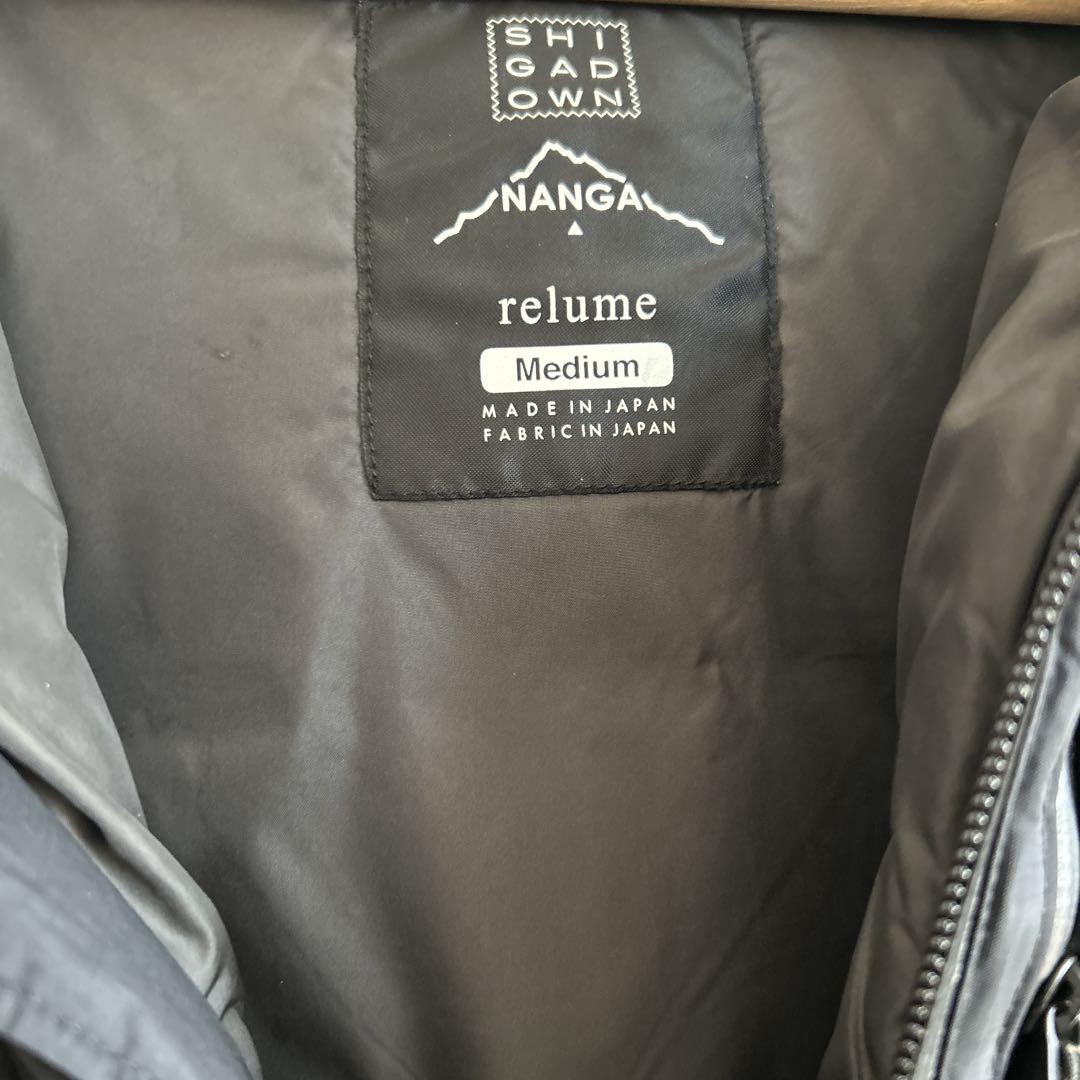 SHI
GAD
OWN
NANGA
relume
Medium
MADE IN JAPAN
FABRIC IN JAPAN